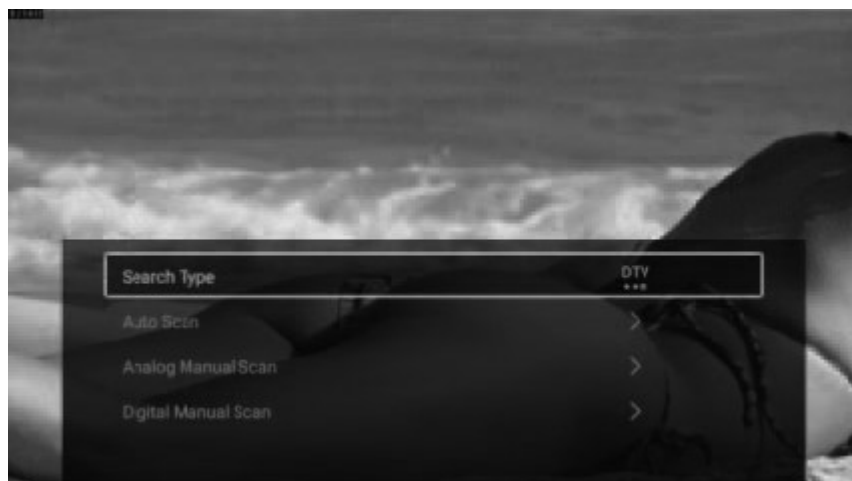 Search Type
DTV
Auto Scan
Analog Manual Scan
Digital Manual Scan